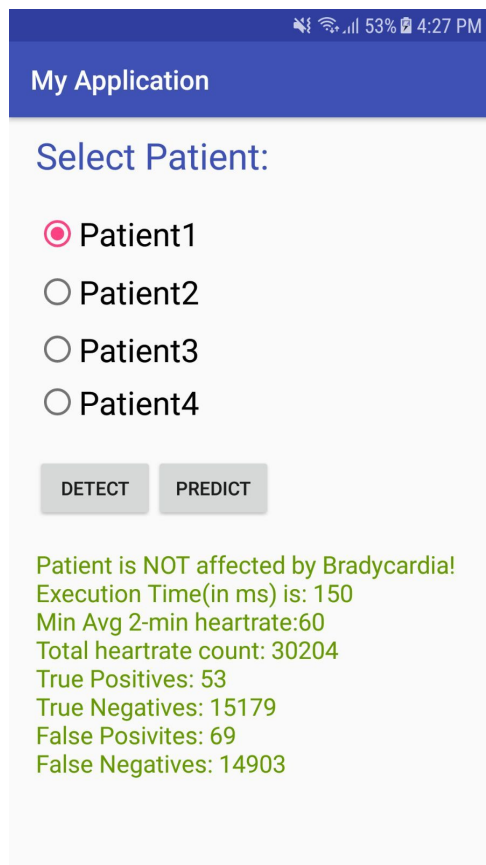 53% 4:27 PM
My Application
Select Patient:
Patient1
Patient2
Patient3
Patient4
DETECT PREDICT
Patient is NOT affected by Bradycardia!
Execution Time(in ms) is: 150
Min Avg 2-min heartrate:60
Total heartrate count: 30204
True Positives: 53
True Negatives: 15179
False Posivites: 69
False Negatives: 14903